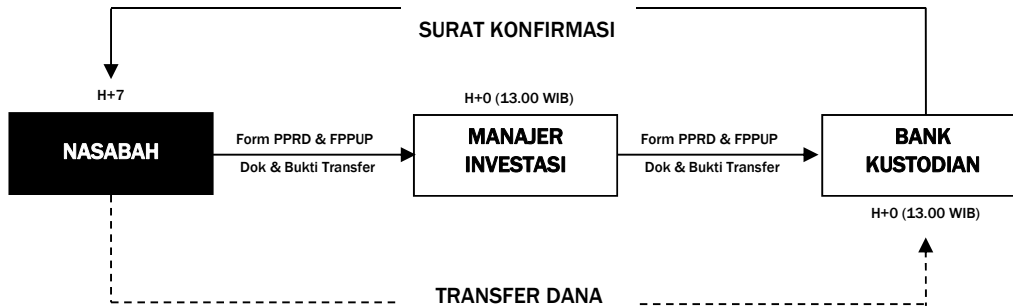 SURAT KONFIRMASI
H+7
H+0 (13.00 WIB)
NASABAH
Form PPRD & FPPUP
Dok & Bukti Transfer
MANAJER
INVESTASI
Form PPRD & FPPUP
Dok & Bukti Transfer
BANK
KUSTODIAN
H+0 (13.00 WIB)
TRANSFER DANA